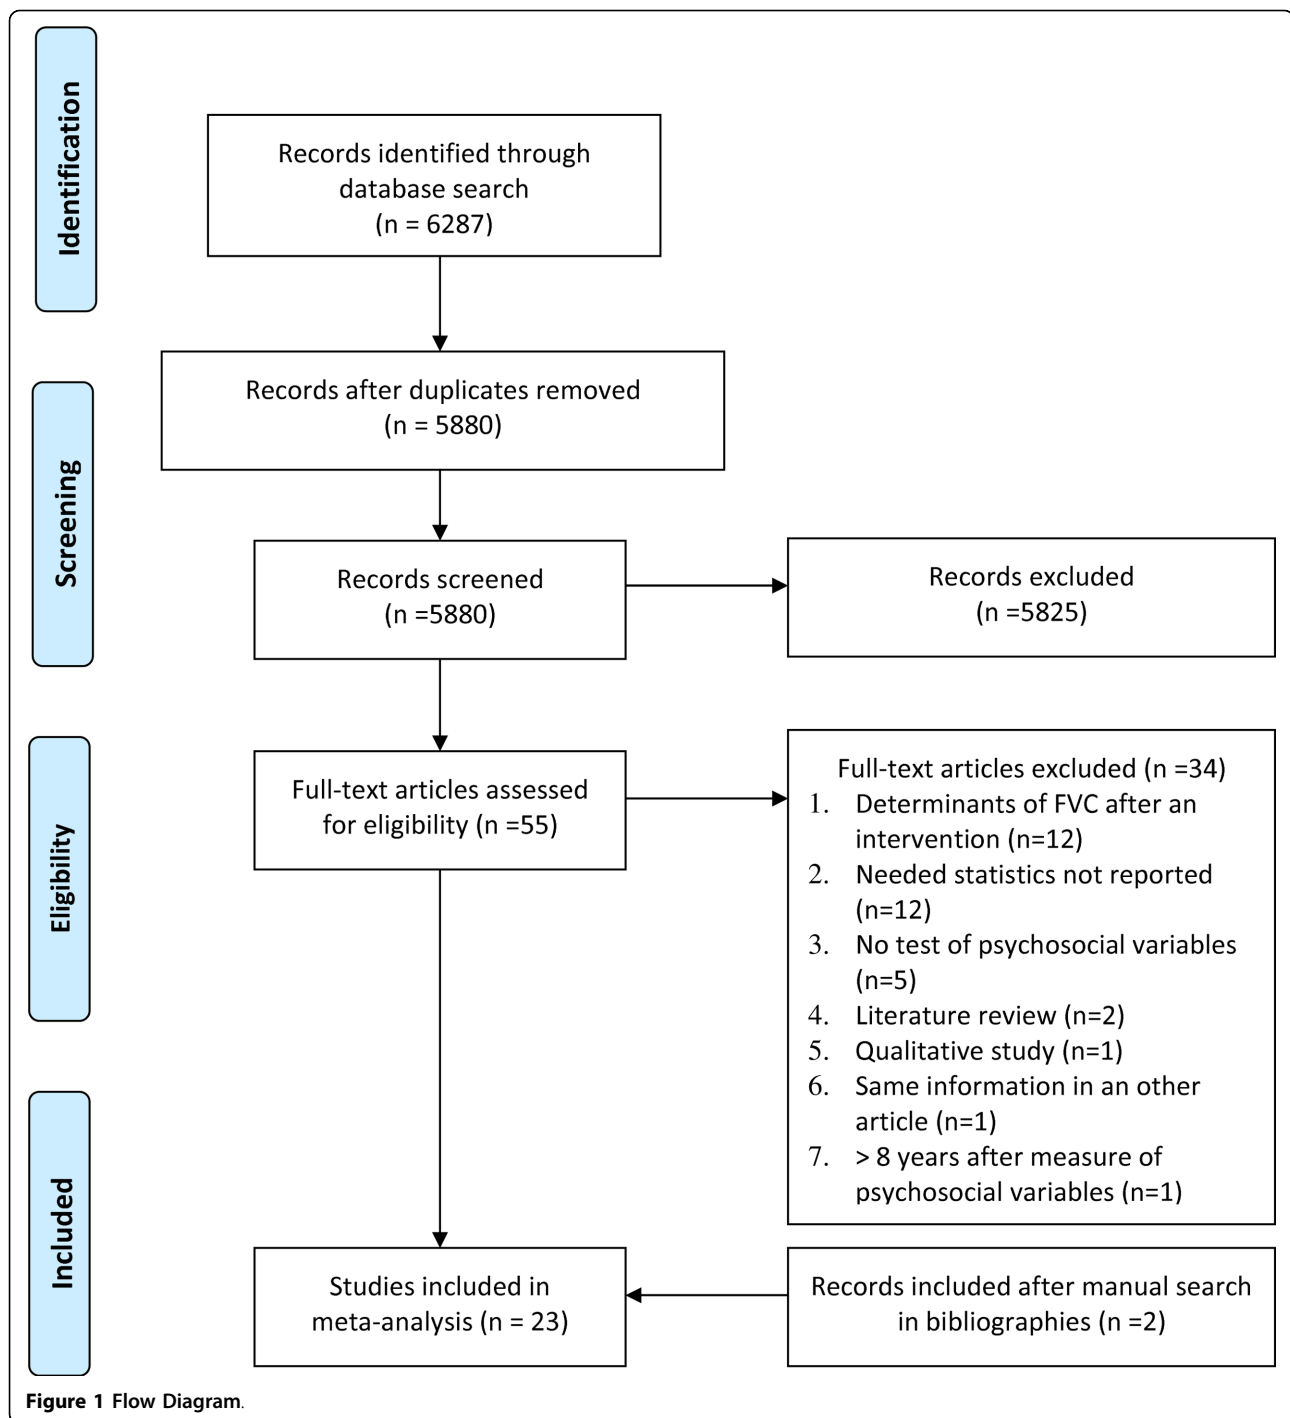 Identification
Records identified through
database search
(n = 6287)
Records after duplicates removed
(n = 5880)
Screening
Records screened
(n =5880)
Records excluded
(n =5825)
Eligibility
Full-text articles assessed
for eligibility (n =55)
Full-text articles excluded (n =34)
1. Determinants of FVC after an
intervention (n=12)
2. Needed statistics not reported
(n=12)
3. No test of psychosocial variables
(n=5)
4. Literature review (n=2)
5. Qualitative study (n=1)
6. Same information in an other
article (n=1)
7. > 8 years after measure of
psychosocial variables (n=1)
Included
Studies included in
meta-analysis (n = 23)
Records included after manual search
in bibliographies (n =2)
Figure 1 Flow Diagram.